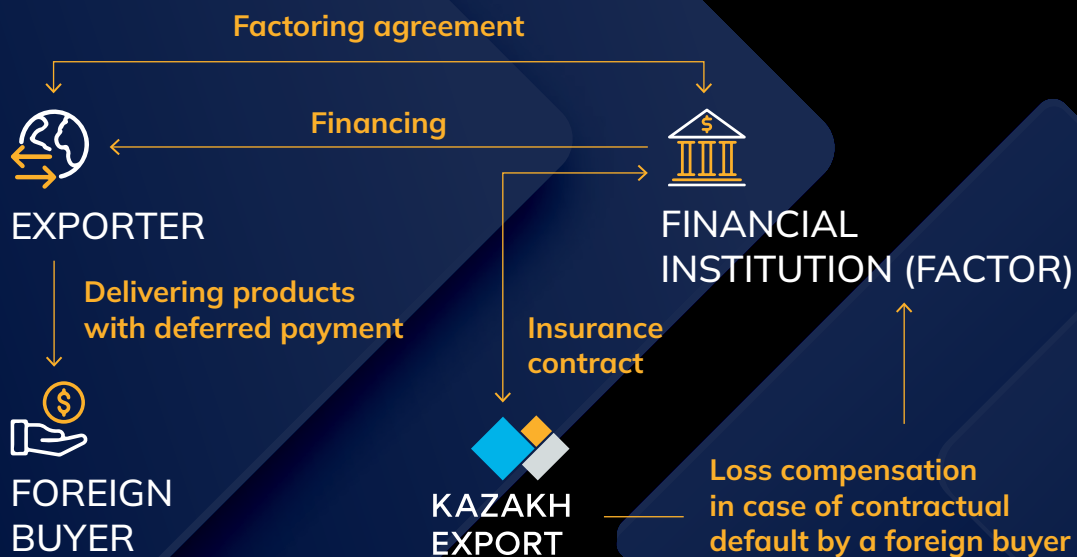 Factoring agreement
Financing
$
EXPORTER
FINANCIAL
INSTITUTION (FACTOR)
Delivering products
with deferred payment
Insurance
contract
$
FOREIGN
BUYER
KAZAKH
EXPORT
Loss compensation
in case of contractual
default by a foreign buyer